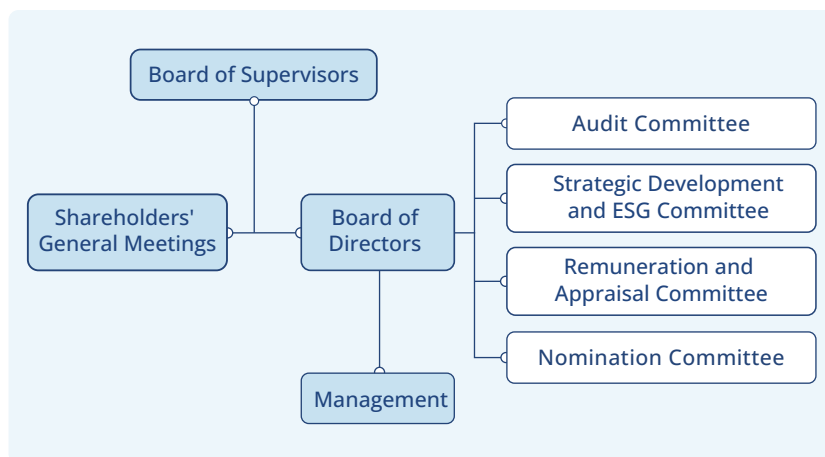 Board of Supervisors
Shareholders'
General Meetings
Board of
Directors
Management
Audit Committee
Strategic Development
and ESG Committee
Remuneration and
Appraisal Committee
Nomination Committee